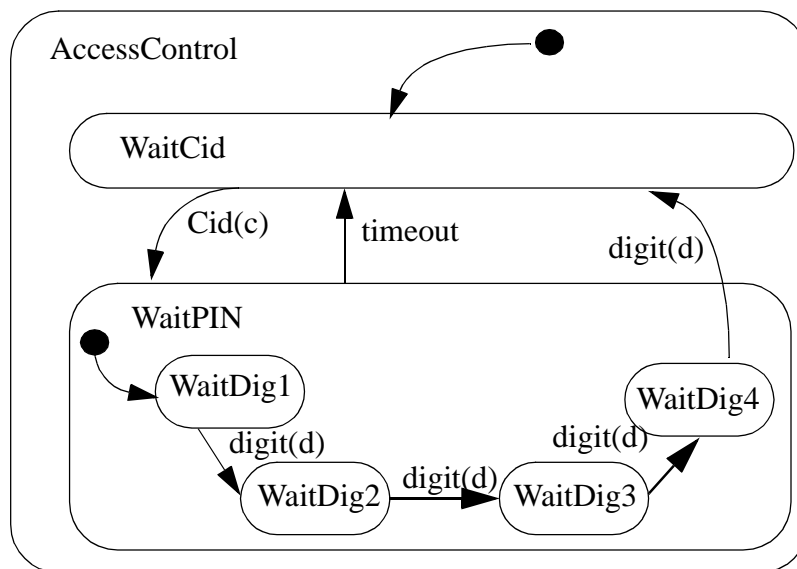 AccessControl
WaitCid
Cid(c)
timeout
digit(d)
WaitPIN
WaitDig1
WaitDig4
digit(d)
digit(d)
WaitDig2
digit(d)
WaitDig3